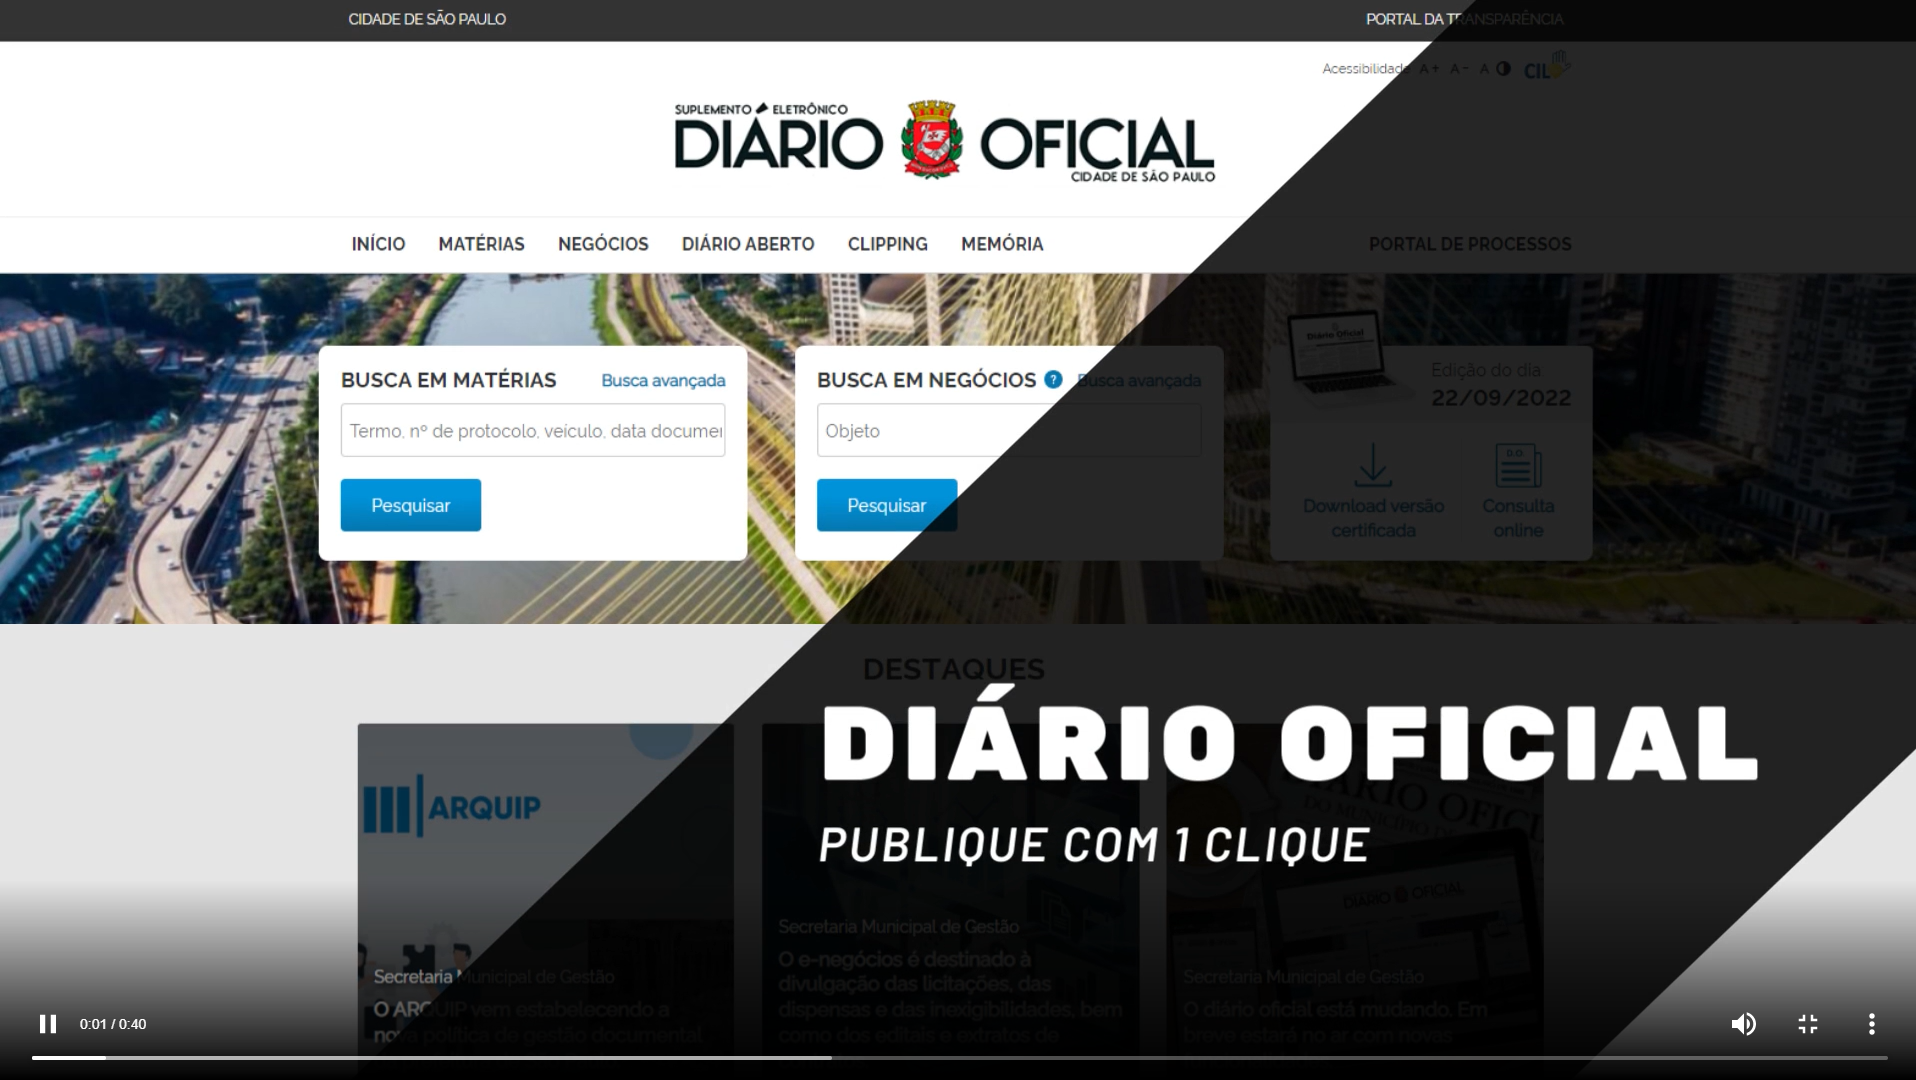 CIDADE DE SÃO PAULO
PORTAL DA TRANSPARÊNCIA
Acessibilidade A+ A- A
CIL
SUPLEMENTO ELETRÔNICO
DIÁRIO OFICIAL
CIDADE DE SÃO PAULO
INÍCIO MATÉRIAS NEGÓCIOS DIÁRIO ABERTO CLIPPING MEMÓRIA PORTAL DE PROCESSOS
BUSCA EM MATÉRIAS Busca avançada
Termo, nº de protocolo, veículo, data documen
Pesquisar
BUSCA EM NEGÓCIOS ? Busca avançada
Objeto
Pesquisar
Diário Oficial
Edição do dia:
22/09/2022
D.O.
Download versão
certificada
Consulta
online
DESTAQUES
DIÁRIO OFICIAL
PUBLIQUE COM 1 CLIQUE
ARQUIP
Secretaria Municipal de Gestão
O ARQUIP vem estabelecendo a
nova política de gestão documental
Secretaria Municipal de Gestão
O e-negócios é destinado à
divulgação das licitações, das
dispensas e das inexigibilidades, bem
como dos editais e extratos de
DIÁRIO OFICIAL
Secretaria Municipal de Gestão
O diário oficial está mudando. Em
breve estará no ar com novas
0:01 / 0:40